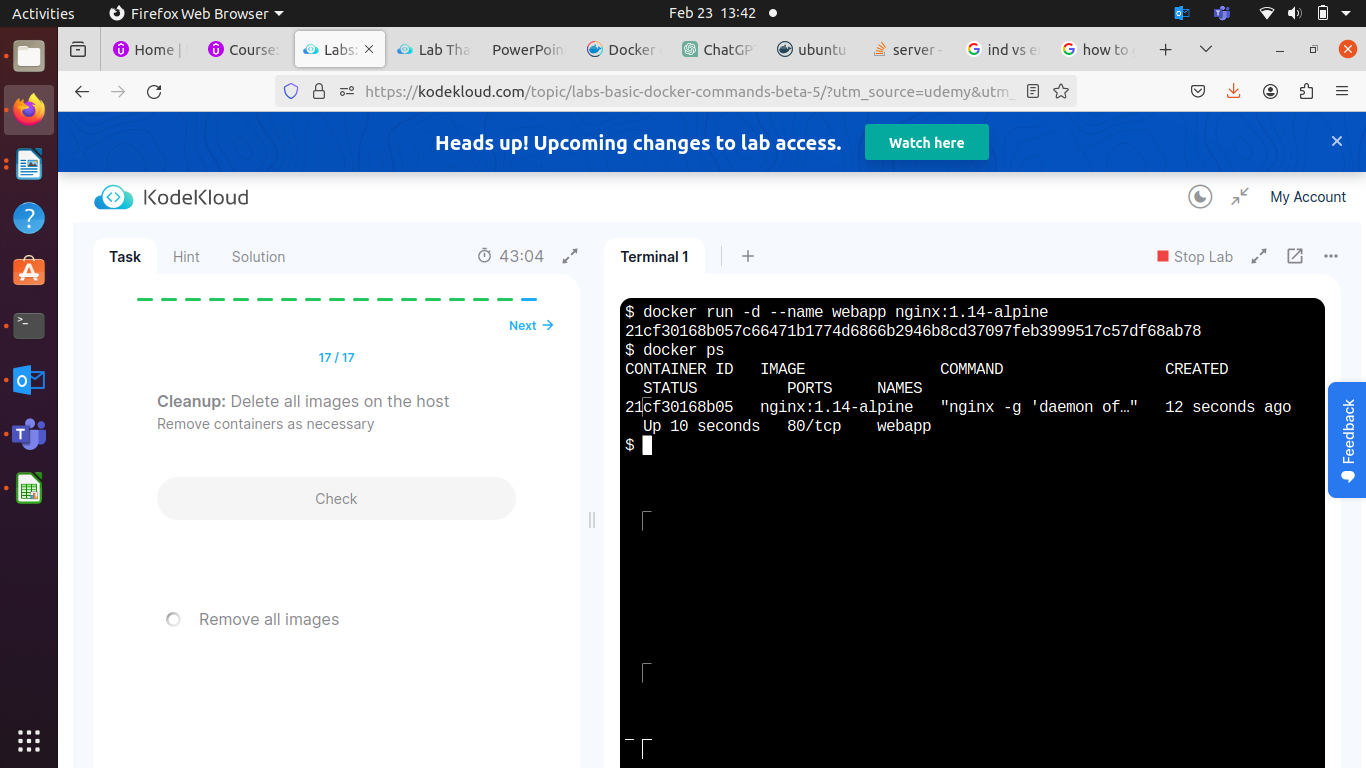 Activities
Firefox Web Browser
Feb 23 13:42
Home |
Course:
Labs:
Lab Tha
PowerPoin
Docker
ChatGP
ubuntu
server -
ind vs e
how to
https://kodekloud.com/topic/labs-basic-docker-commands-beta-5/?utm_source=udemy&utm_
Heads up! Upcoming changes to lab access.
Watch here
KodeKloud
My Account
Task
Hint
Solution
43:04
Terminal 1
Stop Lab
Next
17 / 17
Cleanup: Delete all images on the host
Remove containers as necessary
Check
Remove all images
$ docker run -d --name webapp nginx:1.14-alpine
21cf30168b057c66471b1774d6866b2946b8cd37097feb3999517c57df68ab78
$ docker ps
CONTAINER ID IMAGE COMMAND CREATED
STATUS PORTS NAMES
21cf30168b05 nginx:1.14-alpine "nginx -g 'daemon of…" 12 seconds ago
Up 10 seconds 80/tcp webapp
$
Feedback